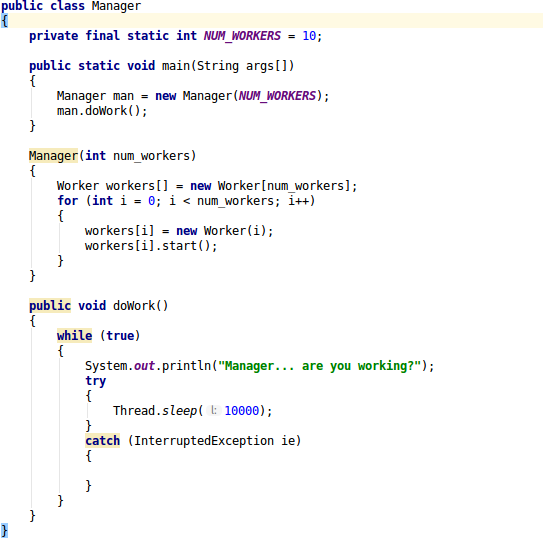 public class Manager
{
    private final static int NUM_WORKERS = 10;

    public static void main(String args[])
    {
        Manager man = new Manager(NUM_WORKERS);
        man.doWork();
    }

    Manager(int num_workers)
    {
        Worker workers[] = new Worker[num_workers];
        for (int i = 0; i < num_workers; i++)
        {
            workers[i] = new Worker(i);
            workers[i].start();
        }
    }

    public void doWork()
    {
        while (true)
        {
            System.out.println("Manager... are you working?");
            try
            {
                Thread.sleep( l: 10000);
            }
            catch (InterruptedException ie)
            {

            }
        }
    }
}